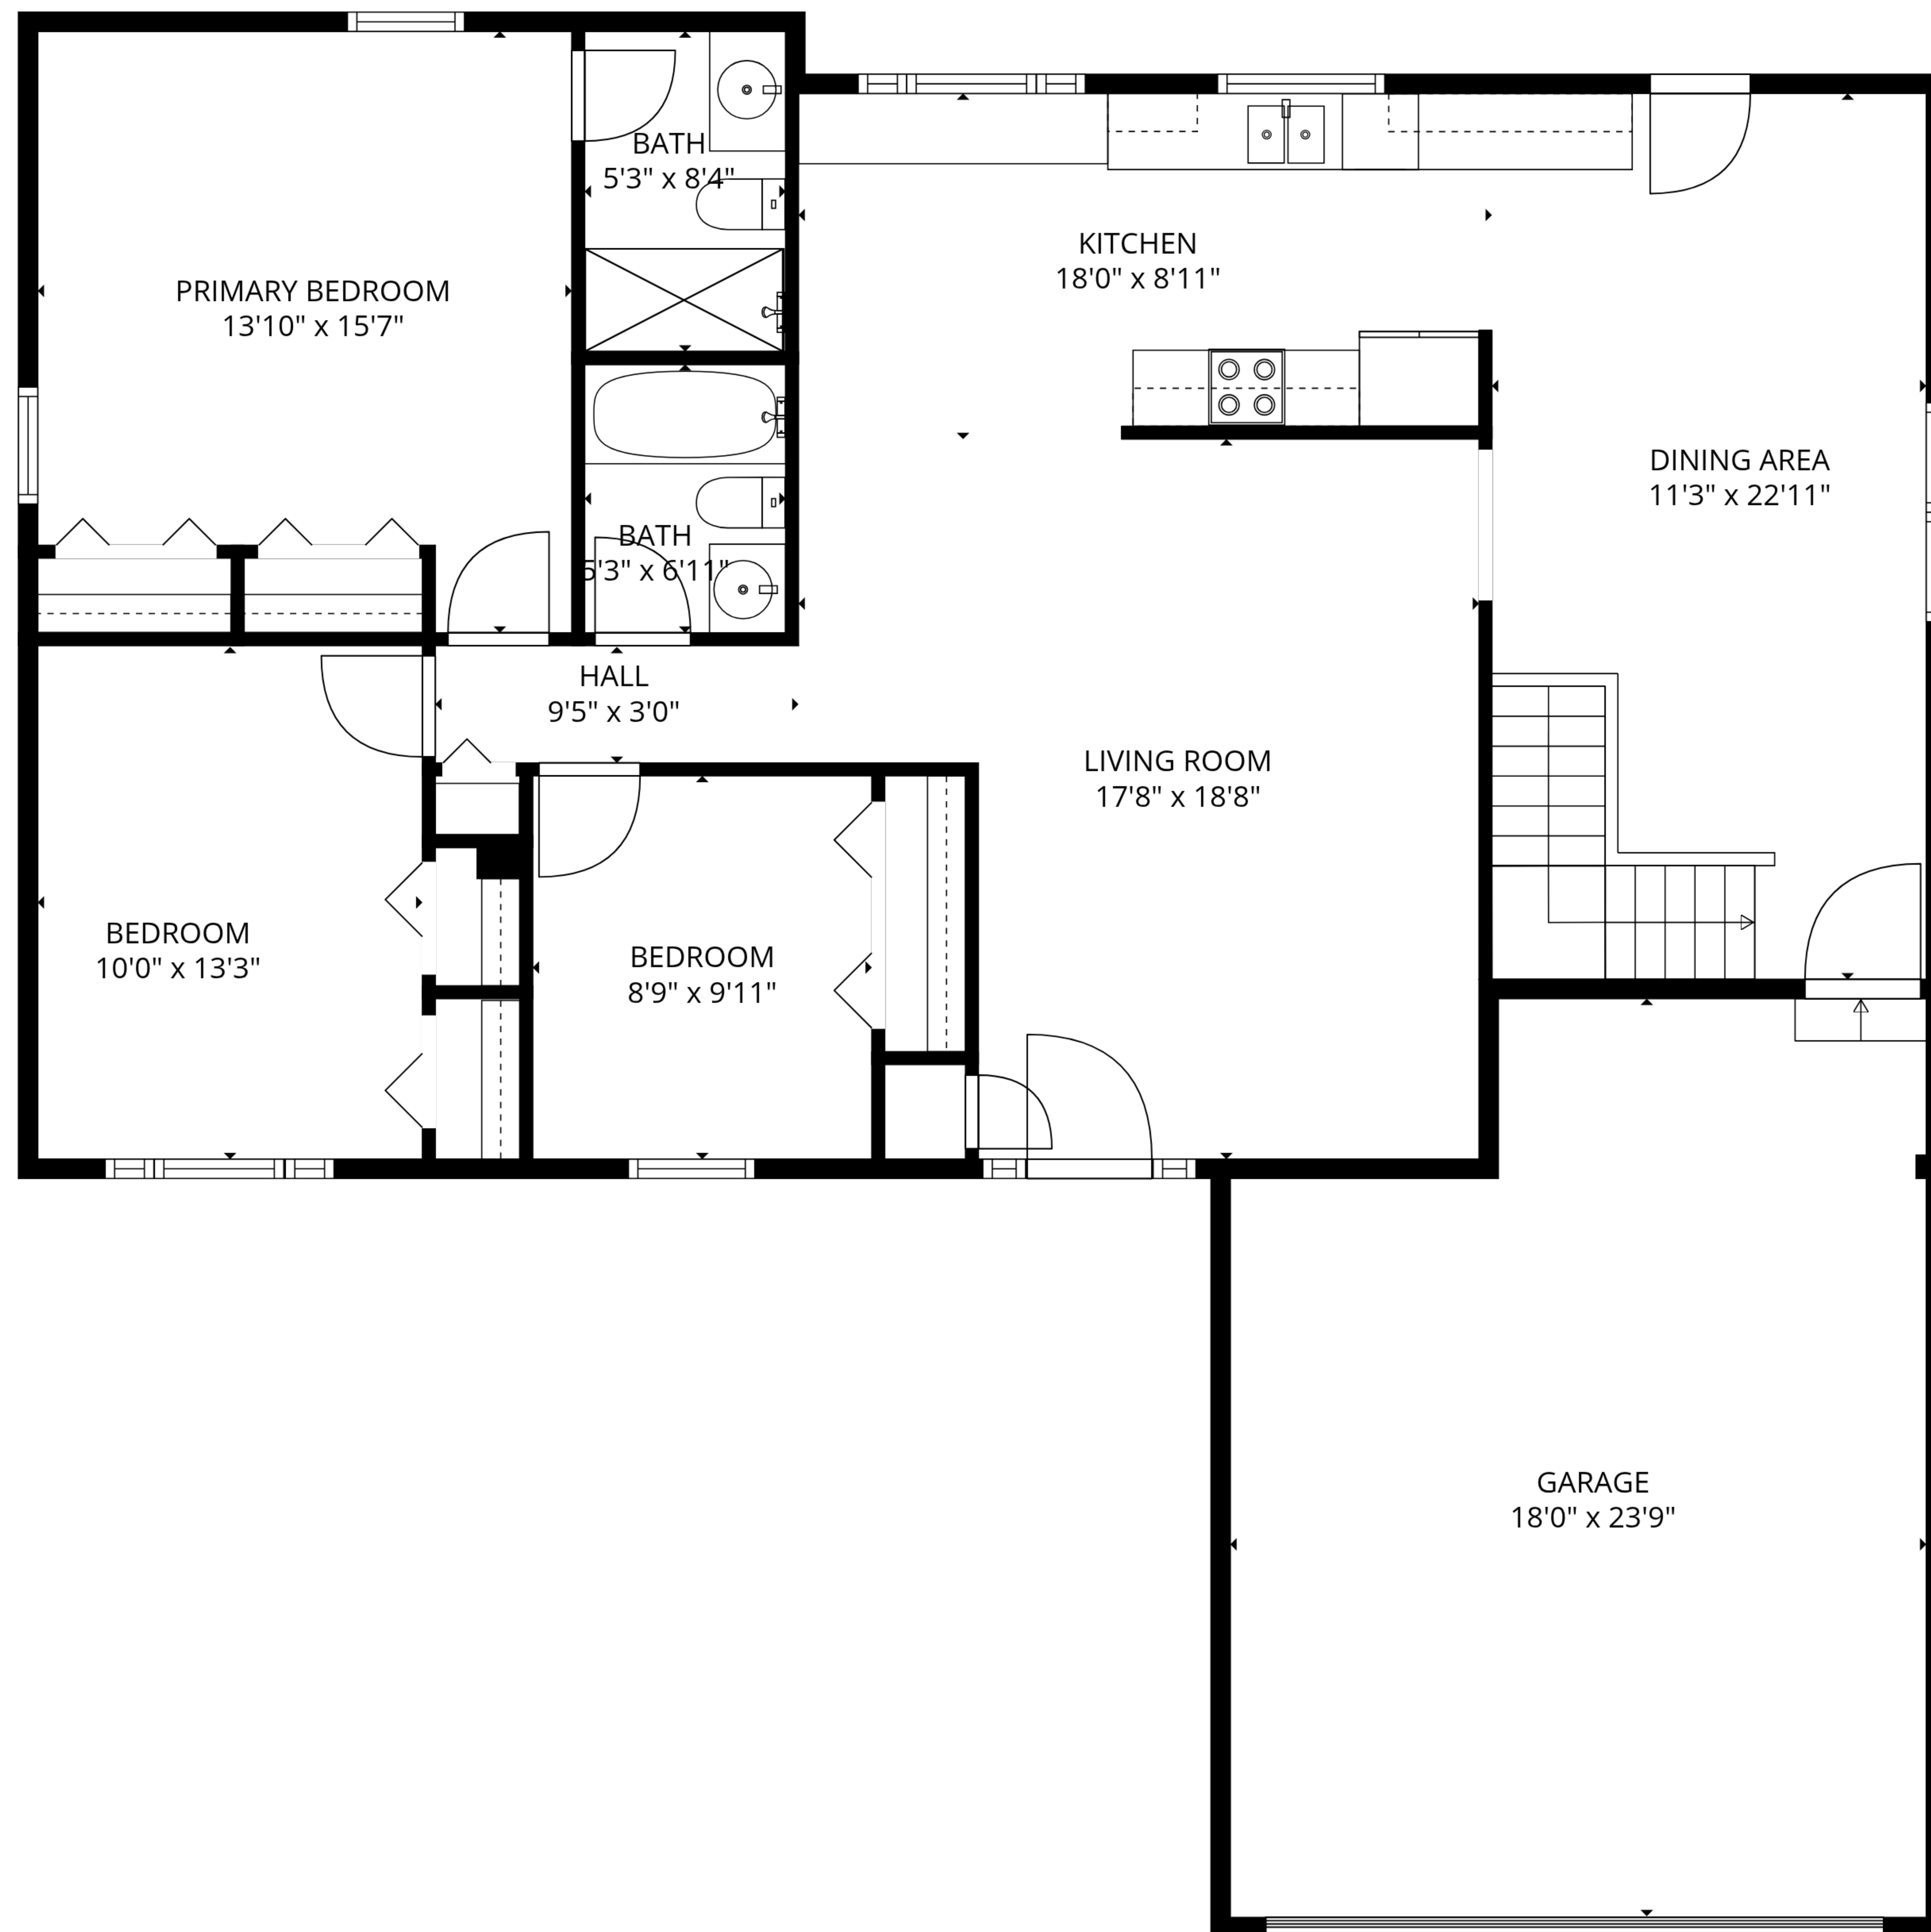 BATH
5'3" x 8'4"
KITCHEN
18'0" x 8'11"
PRIMARY BEDROOM
13'10" x 15'7"
DINING AREA
11'3" x 22'11"
BATH
5'3" x 6'11"
HALL
9'5" x 3'0"
LIVING ROOM
17'8" x 18'8"
BEDROOM
10'0" x 13'3"
BEDROOM
8'9" x 9'11"
GARAGE
18'0" x 23'9"